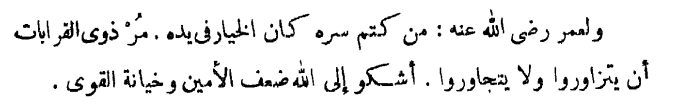 ولعمر رضى الله عنه : من كتم سره كان الخيار فى يده . مُرْ ذوى القرابات
أن يتزاوروا ولا يتجاوروا . أشكو إلى الله ضعف الأمين وخيانة القوى .